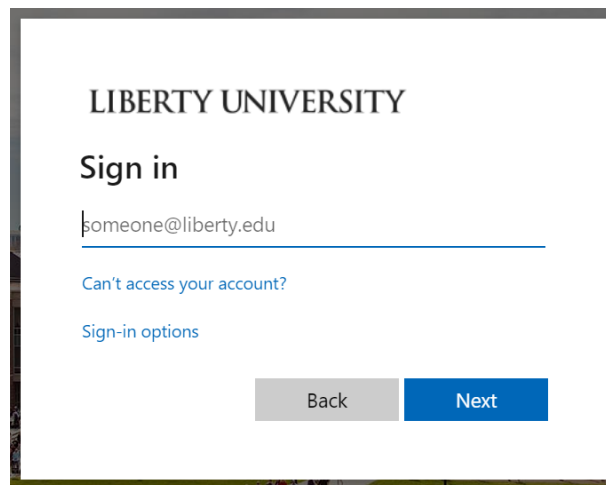 LIBERTY UNIVERSITY
Sign in
someone@liberty.edu
Can't access your account?
Sign-in options
Back Next